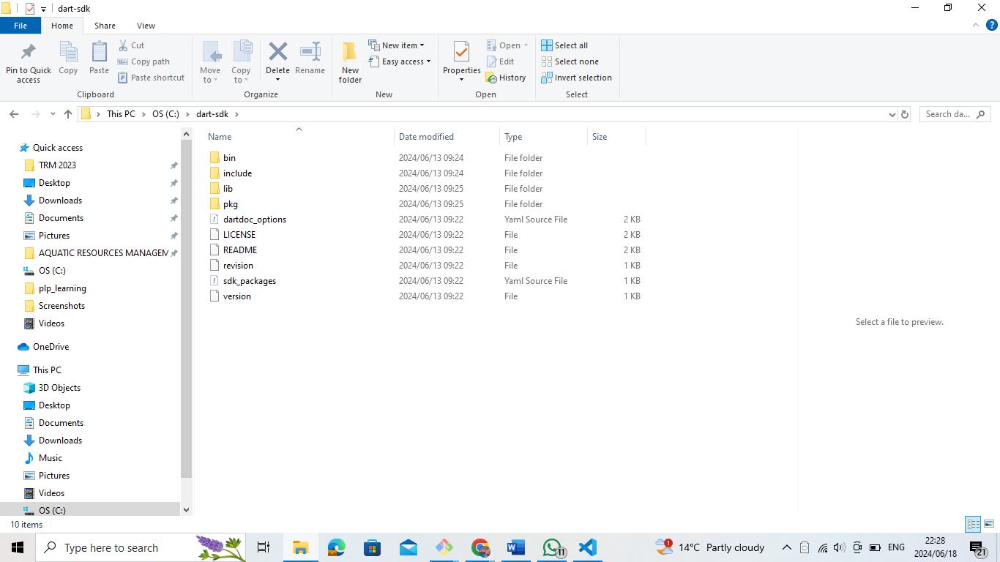 dart-sdk
File Home Share View
Pin to Quick access
Copy
Paste
Cut
Copy path
Paste shortcut
Clipboard
Move to
Copy to
Delete
Rename
Organize
New folder
New item
Easy access
New
Properties
Open
Edit
History
Open
Select all
Select none
Invert selection
Select
This PC > OS (C:) > dart-sdk >
Search da...
Quick access
TRM 2023
Desktop
Downloads
Documents
Pictures
AQUATIC RESOURCES MANAGEM
OS (C:)
plp_learning
Screenshots
Videos
OneDrive
This PC
3D Objects
Desktop
Documents
Downloads
Music
Pictures
Videos
OS (C:)
Name Date modified Type Size
bin 2024/06/13 09:24 File folder
include 2024/06/13 09:24 File folder
lib 2024/06/13 09:25 File folder
pkg 2024/06/13 09:25 File folder
dartdoc_options 2024/06/13 09:22 Yaml Source File 2 KB
LICENSE 2024/06/13 09:22 File 2 KB
README 2024/06/13 09:22 File 2 KB
revision 2024/06/13 09:22 File 1 KB
sdk_packages 2024/06/13 09:22 Yaml Source File 1 KB
version 2024/06/13 09:22 File 1 KB
Select a file to preview.
10 items
Type here to search
11
1
14°C Partly cloudy
ENG
22:28
2024/06/18
21